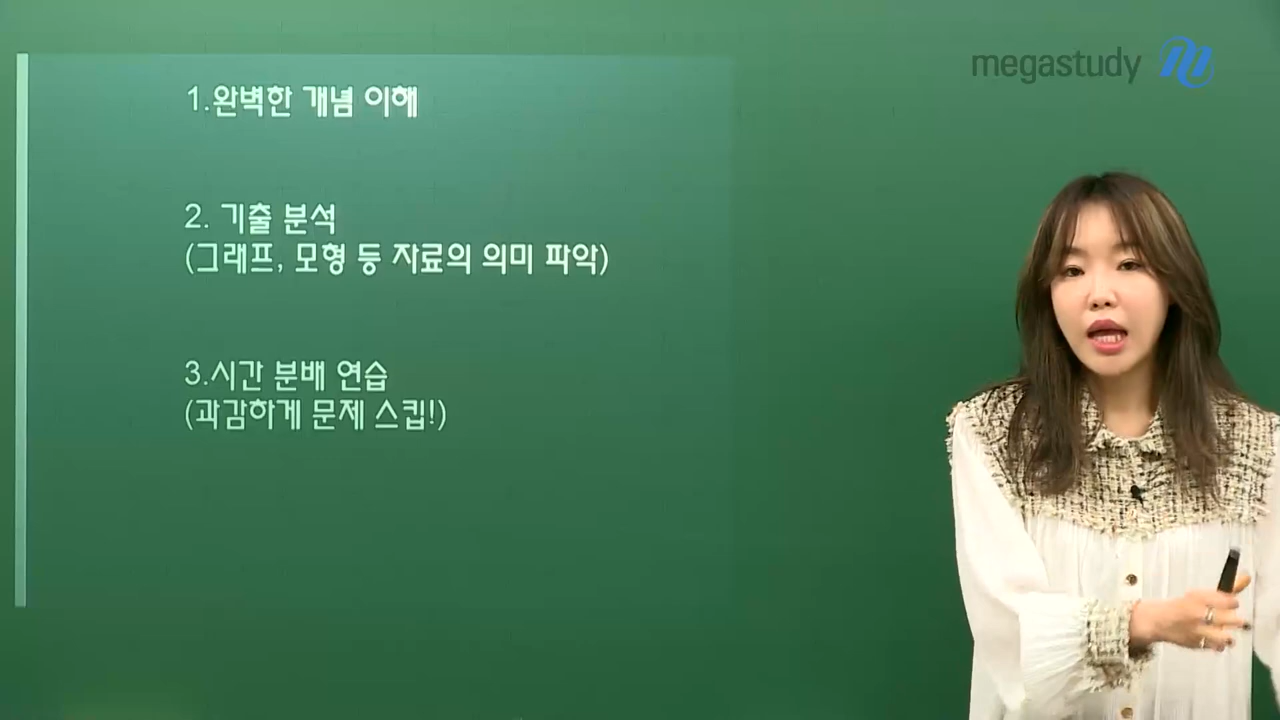 megastudy
1.완벽한 개념 이해
2. 기출 분석
(그래프, 모형 등 자료의 의미 파악)
3.시간 분배 연습
(과감하게 문제 스킵!)